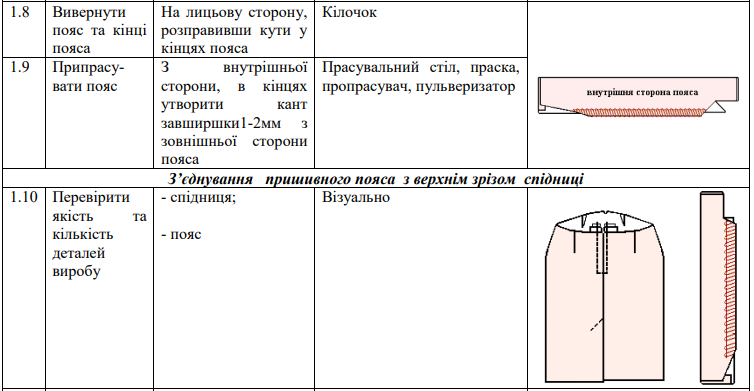 1.8 Вивернути пояс та кінці пояса
На лицьову сторону, розправивши кути у кінцях пояса
Кілочок
1.9 Припрасу-
вати пояс
З внутрішньої
сторони, в кінцях
утворити кант
завширшки1-2мм з
зовнішньої сторони
пояса
Прасувальний стіл, праска,
пропрасувач, пульверизатор
внутрішня сторона пояса
З’єднування пришивного пояса з верхнім зрізом спідниці
1.10 Перевірити
якість та
кількість
деталей
виробу
- спідниця;
- пояс
Візуально